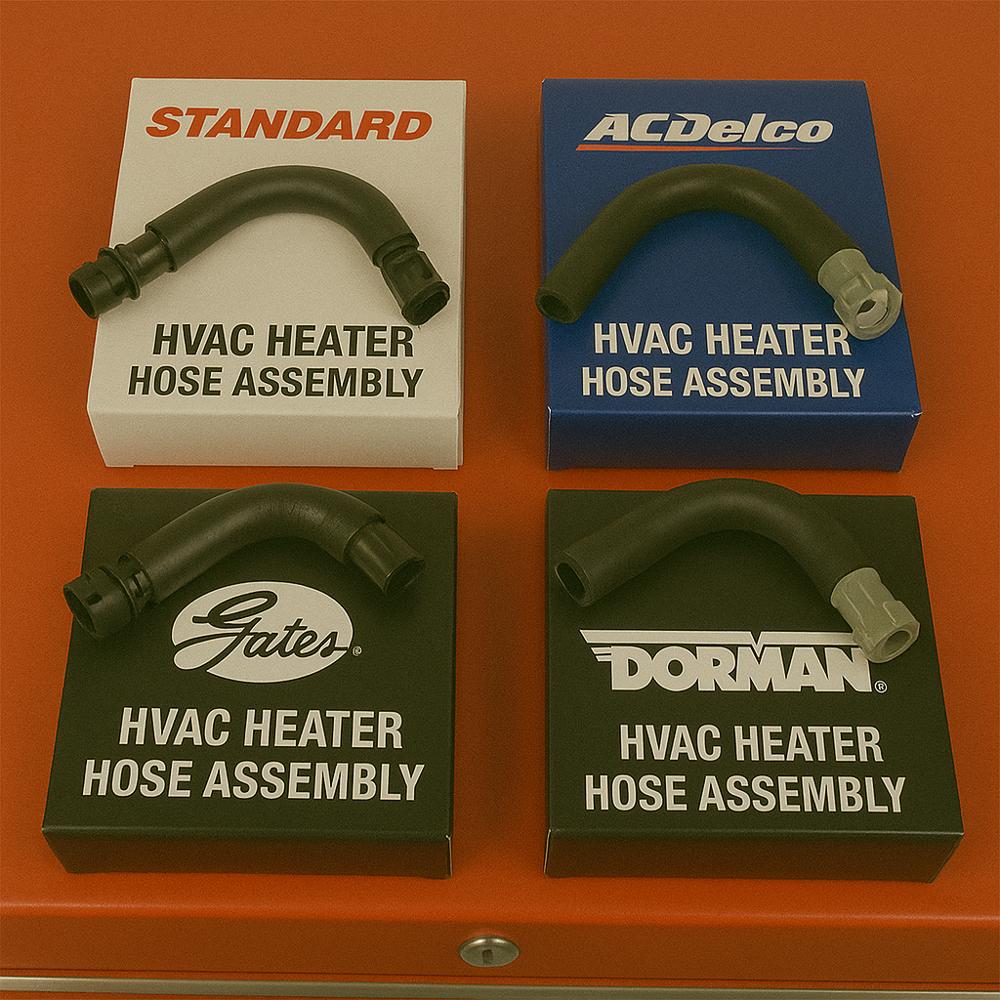 STANDARD
HVAC HEATER
HOSE ASSEMBLY
ACDelco
HVAC HEATER
HOSE ASSEMBLY
Gates®
HVAC HEATER
HOSE ASSEMBLY
DORMAN®
HVAC HEATER
HOSE ASSEMBLY